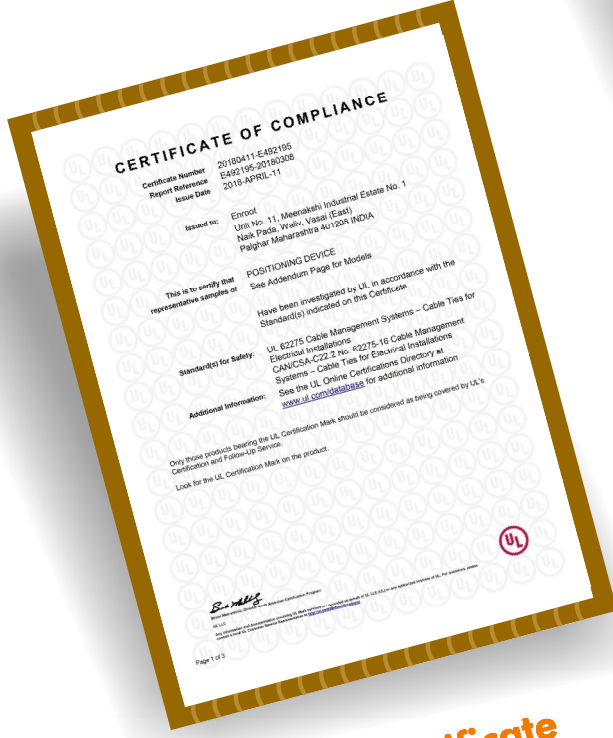 CERTIFICATE OF COMPLIANCE
Certificate Number 20180411-E492195
Report Reference E492195-20180308
Issue Date 2018-APRIL-11
Issued to: Enroof
Unit No. 11, Meenakshi Industrial Estate No. 1
Naik Pada, Waliv, Vasai (East)
Palghar Maharashtra 401208 INDIA
This is to certify that POSITIONING DEVICE
representative samples of See Addendum Page for Models
Have been investigated by UL in accordance with the
Standard(s) indicated on this Certificate
Standard(s) for Safety: UL 62275 Cable Management Systems – Cable Ties for
Electrical Installations
CAN/CSA-C22.2 No. 62275-16 Cable Management
Systems – Cable Ties for Electrical Installations
Additional Information: See the UL Online Certifications Directory at
www.ul.com/database for additional information
Only those products bearing the UL Certification Mark should be considered as being covered by UL's
Certification and Follow-Up Service.
Look for the UL Certification Mark on the product.
UL
UL LLC
Page 1 of 3